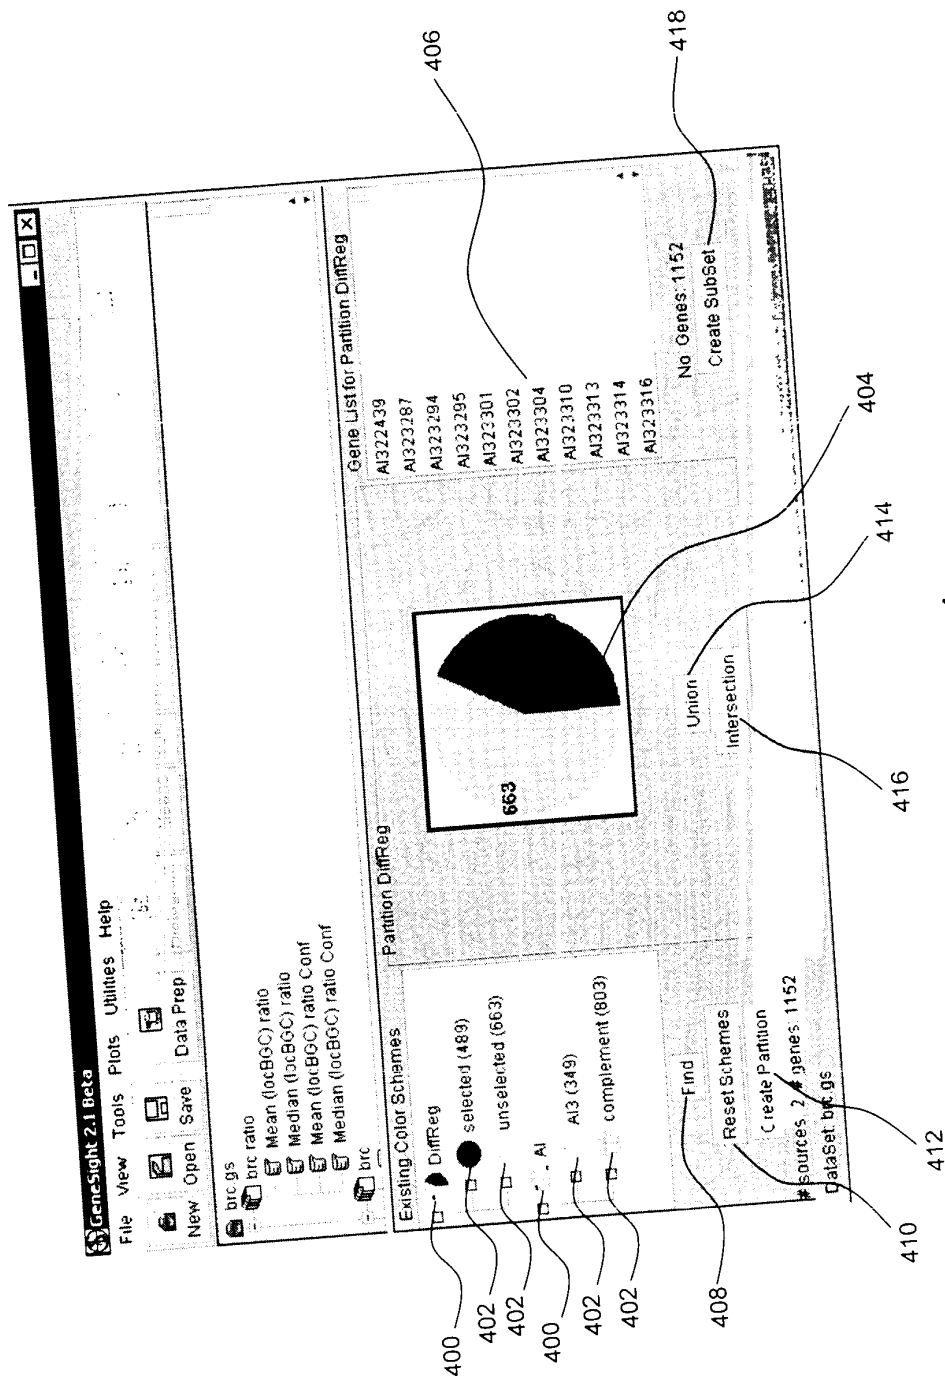 GeneSight 2.1 Beta
File View Tools Plots Utilities Help
New Open Save Data Prep
brc.gs
brc ratio
Mean (locBGC) ratio
Median (locBGC) ratio
Mean (locBGC) ratio Conf
Median (locBGC) ratio Conf
brc
Existing Color Schemes
DiffReg
selected (489)
unselected (663)
AI
AI3 (349)
complement (803)
Find
Reset Schemes
Create Partition
# sources 2 # genes 1152
DataSet brc.gs
Partition DiffReg
663
Union
Intersection
Gene List for Partition DiffReg
AI322439
AI323287
AI323294
AI323295
AI323301
AI323302
AI323304
AI323310
AI323313
AI323314
AI323316
No Genes: 1152
Create SubSet
400
402
402
400
402
402
408
410
412
416
414
404
418
406